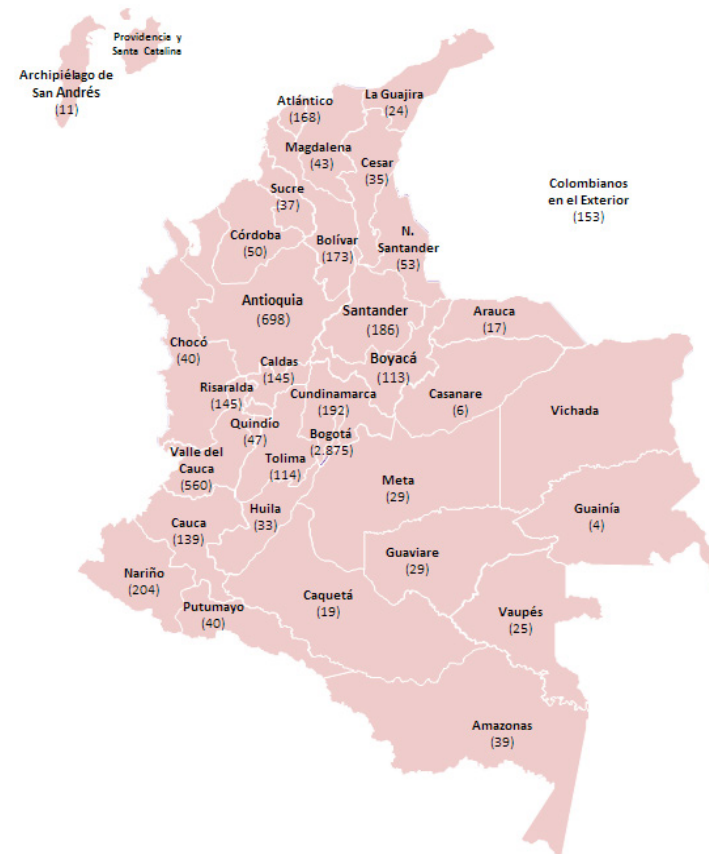 Providencia y
Santa Catalina
Archipiélago de
San Andrés
(11)
La Guajira
(24)
Atlántico
(168)
Magdalena
(43)
Cesar
(35)
Sucre
(37)
Colombianos
en el Exterior
(153)
Córdoba
(50)
Bolívar
(173)
N.
Santander
(53)
Antioquia
(698)
Santander
(186)
Arauca
(17)
Chocó
(40)
Caldas
(145)
Boyacá
(113)
Risaralda
(145)
Cundinamarca
(192)
Casanare
(6)
Vichada
Quindío
(47)
Bogotá
(2.875)
Valle del
Cauca
(560)
Tolima
(114)
Meta
(29)
Cauca
(139)
Huila
(33)
Guainía
(4)
Guaviare
(29)
Nariño
(204)
Putumayo
(40)
Caquetá
(19)
Vaupés
(25)
Amazonas
(39)